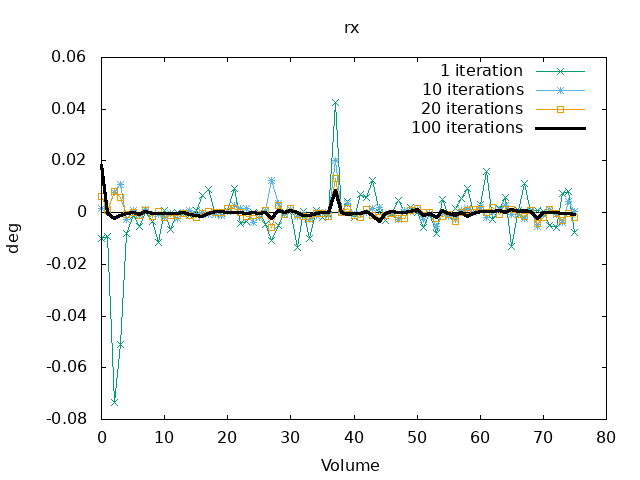 rx
0.06
0.04
0.02
0
-0.02
-0.04
-0.06
-0.08
deg
1 iteration
10 iterations
20 iterations
100 iterations
0 10 20 30 40 50 60 70 80
Volume